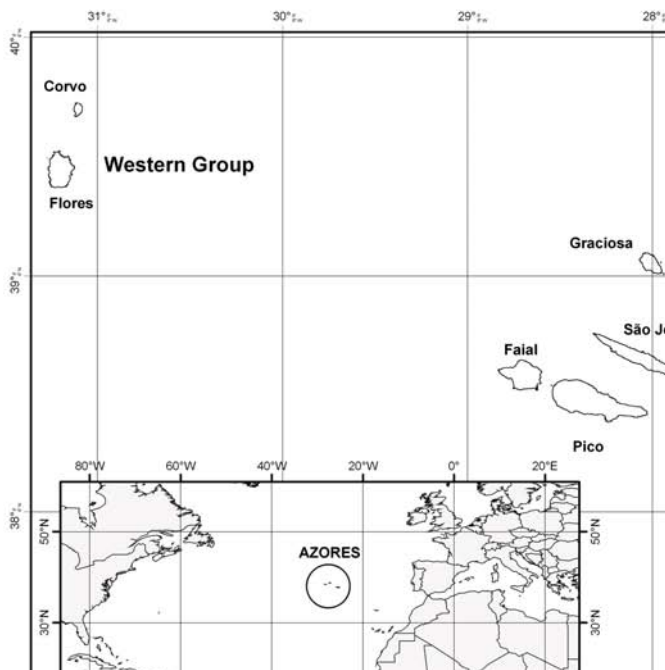 31° 30° 29° 28°
40°
Corvo
Western Group
Flores
Graciosa
39°
São
Faial
Pico
80°W 60°W 40°W 20°W 0° 20°E
38°
50°N 50°N
AZORES
30°N 30°N